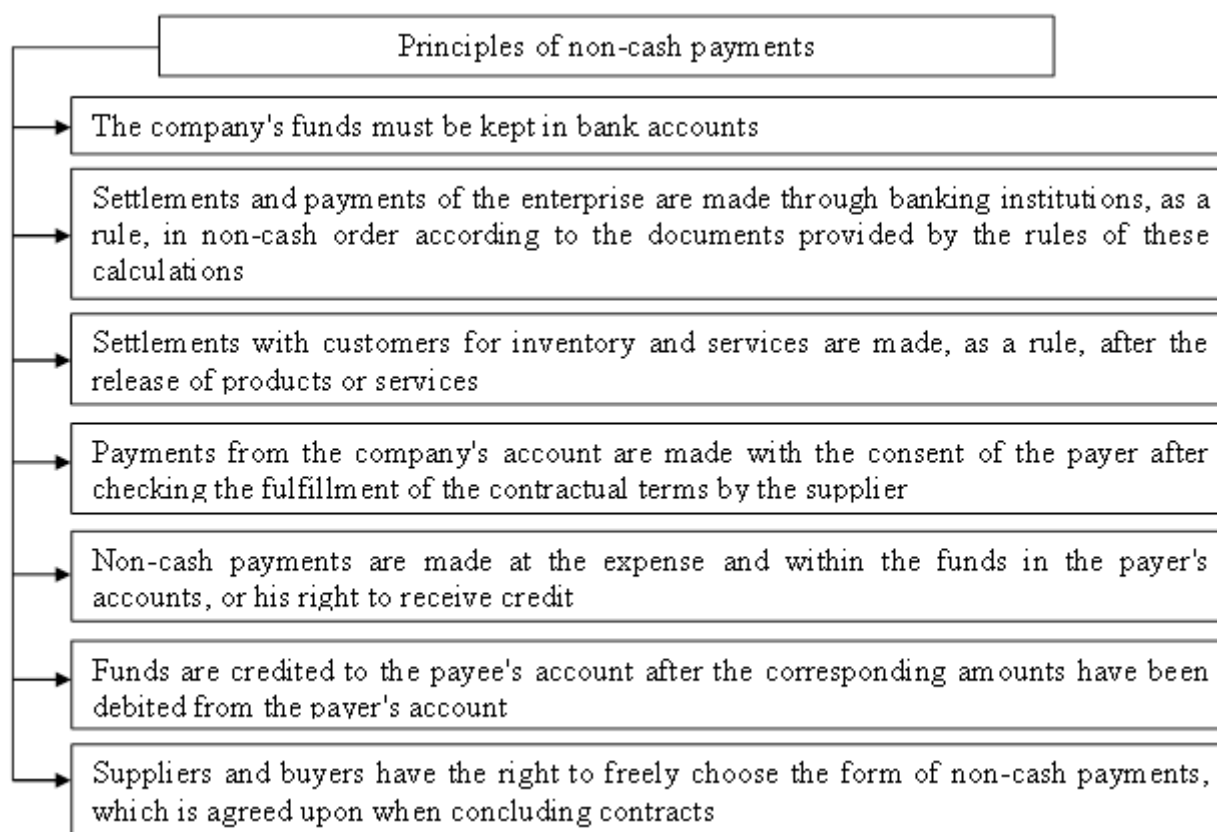 Principles of non-cash payments
The company's funds must be kept in bank accounts
Settlements and payments of the enterprise are made through banking institutions, as a
rule, in non-cash order according to the documents provided by the rules of these
calculations
Settlements with customers for inventory and services are made, as a rule, after the
release of products or services
Payments from the company's account are made with the consent of the payer after
checking the fulfillment of the contractual terms by the supplier
Non-cash payments are made at the expense and within the funds in the payer's
accounts, or his right to receive credit
Funds are credited to the payee's account after the corresponding amounts have been
debited from the payer's account
Suppliers and buyers have the right to freely choose the form of non-cash payments,
which is agreed upon when concluding contracts